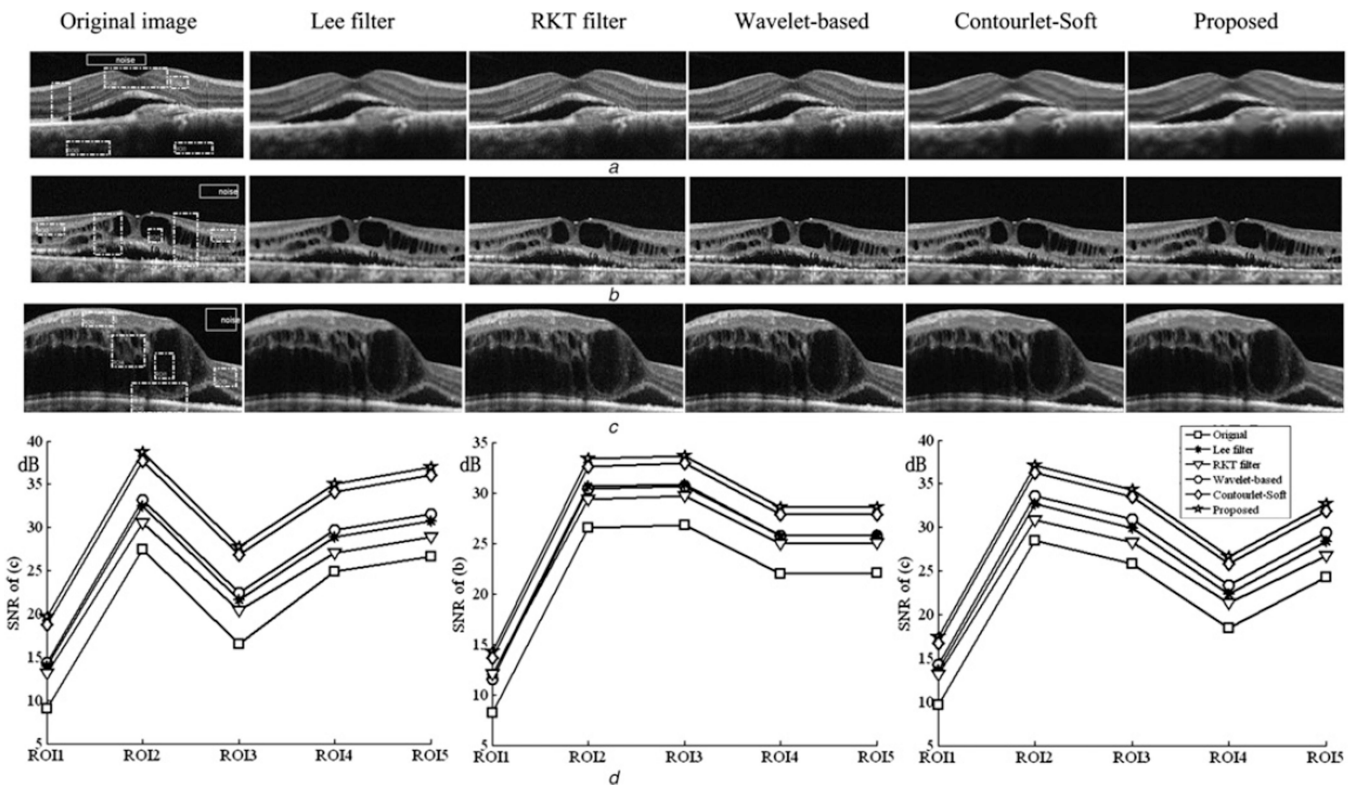 Original image Lee filter RKT filter Wavelet-based Contourlet-Soft Proposed
noise
a
noise
b
noise
c
40
35
30
25
20
15
10
5
dB
SNR of (c)
ROI1 ROI2 ROI3 ROI4 ROI5
35
30
25
20
15
10
5
dB
SNR of (b)
ROI1 ROI2 ROI3 ROI4 ROI5
40
35
30
25
20
15
10
5
dB
SNR of (c)
ROI1 ROI2 ROI3 ROI4 ROI5
Orignal
Lee filter
RKT filter
Wavelet-based
Contourlet-Soft
Proposed
d